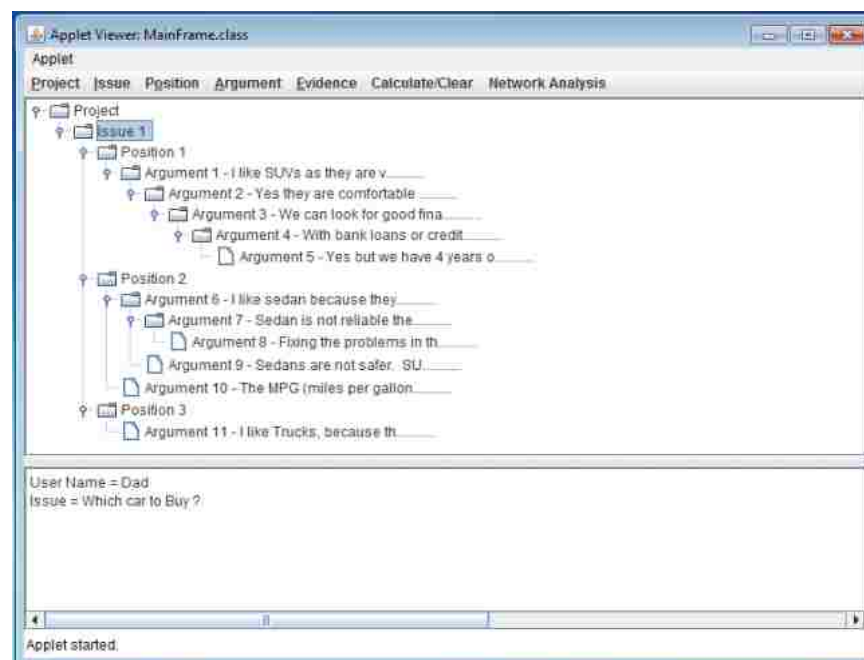 Applet Viewer: MainFrame.class
Applet
Project Issue Position Argument Evidence Calculate/Clear Network Analysis
Project
Issue 1
Position 1
Argument 1 - I like SUVs as they are v...........
Argument 2 - Yes they are comfortable ...........
Argument 3 - We can look for good fina...........
Argument 4 - With bank loans or credit...........
Argument 5 - Yes but we have 4 years o...........
Position 2
Argument 6 - I like sedan because they...........
Argument 7 - Sedan is not reliable the...........
Argument 8 - Fixing the problems in th...........
Argument 9 - Sedans are not safer. SU...........
Argument 10 - The MPG (miles per gallon...........
Position 3
Argument 11 - I like Trucks, because th...........
User Name = Dad
Issue = Which car to Buy ?
Applet started.